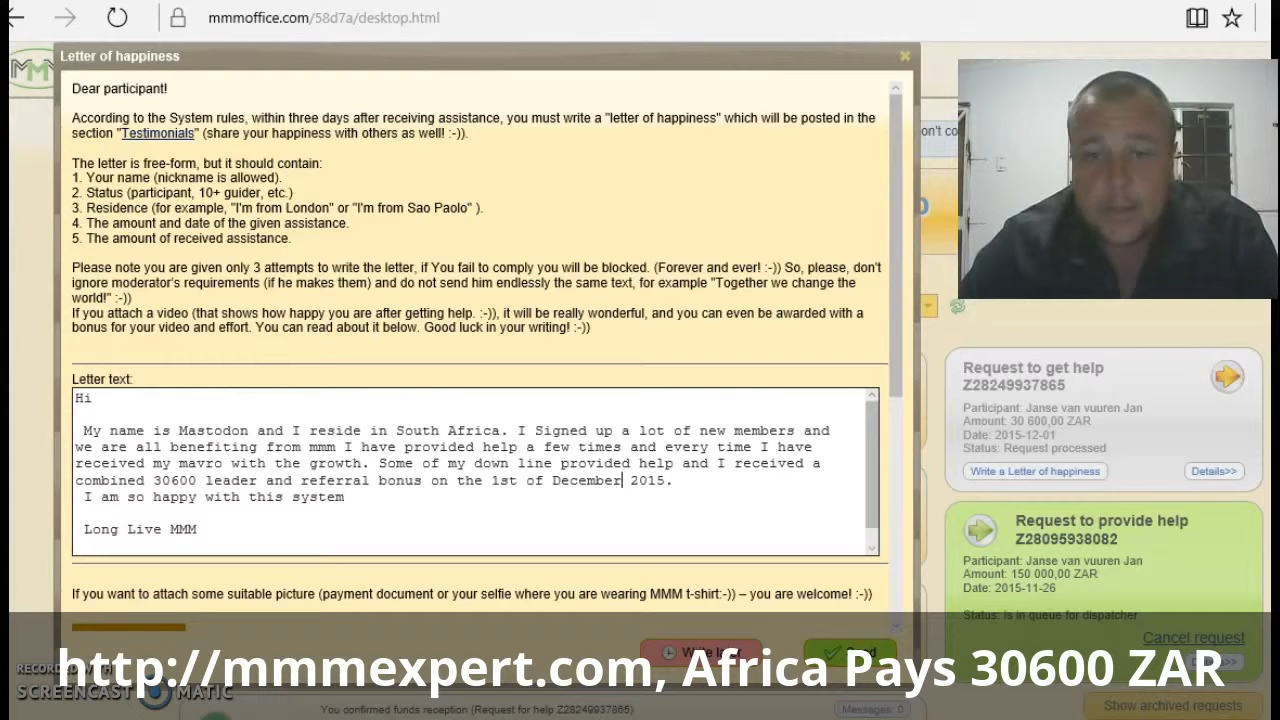 mmmoffice.com/58d7a/desktop.html
Letter of happiness
Dear participant!
According to the System rules, within three days after receiving assistance, you must write a "letter of happiness" which will be posted in the
section "Testimonials" (share your happiness with others as well! :-)).
The letter is free-form, but it should contain:
1. Your name (nickname is allowed).
2. Status (participant, 10+ guider, etc.)
3. Residence (for example, "I'm from London" or "I'm from Sao Paolo" ).
4. The amount and date of the given assistance.
5. The amount of received assistance.
Please note you are given only 3 attempts to write the letter, if You fail to comply you will be blocked. (Forever and ever! :-)) So, please, don't
ignore moderator's requirements (if he makes them) and do not send him endlessly the same text, for example "Together we change the
world!" :-))
If you attach a video (that shows how happy you are after getting help. :-)), it will be really wonderful, and you can even be awarded with a
bonus for your video and effort. You can read about it below. Good luck in your writing! :-))
Letter text:
Hi
My name is Mastodon and I reside in South Africa. I Signed up a lot of new members and
we are all benefiting from mmm I have provided help a few times and every time I have
received my mavro with the growth. Some of my down line provided help and I received a
combined 30600 leader and referral bonus on the 1st of December 2015.
I am so happy with this system
Long Live MMM
If you want to attach some suitable picture (payment document or your selfie where you are wearing MMM t-shirt:-)) – you are welcome! :-))
Write later
Send
Request to get help
Z28249937865
Participant: Janse van vuuren Jan
Amount: 30 600,00 ZAR
Date: 2015-12-01
Status: Request processed
Write a Letter of happiness
Details>>
Request to provide help
Z28095938082
Participant: Janse van vuuren Jan
Amount: 150 000,00 ZAR
Date: 2015-11-26
Status: Is in queue for dispatcher
Cancel request
http://mmmexpert.com, Africa Pays 30600 ZAR
RECORDED WITH
SCREENCAST MATIC
You confirmed funds reception (Request for help Z28249937865)
Messages: 0
Show archived requests